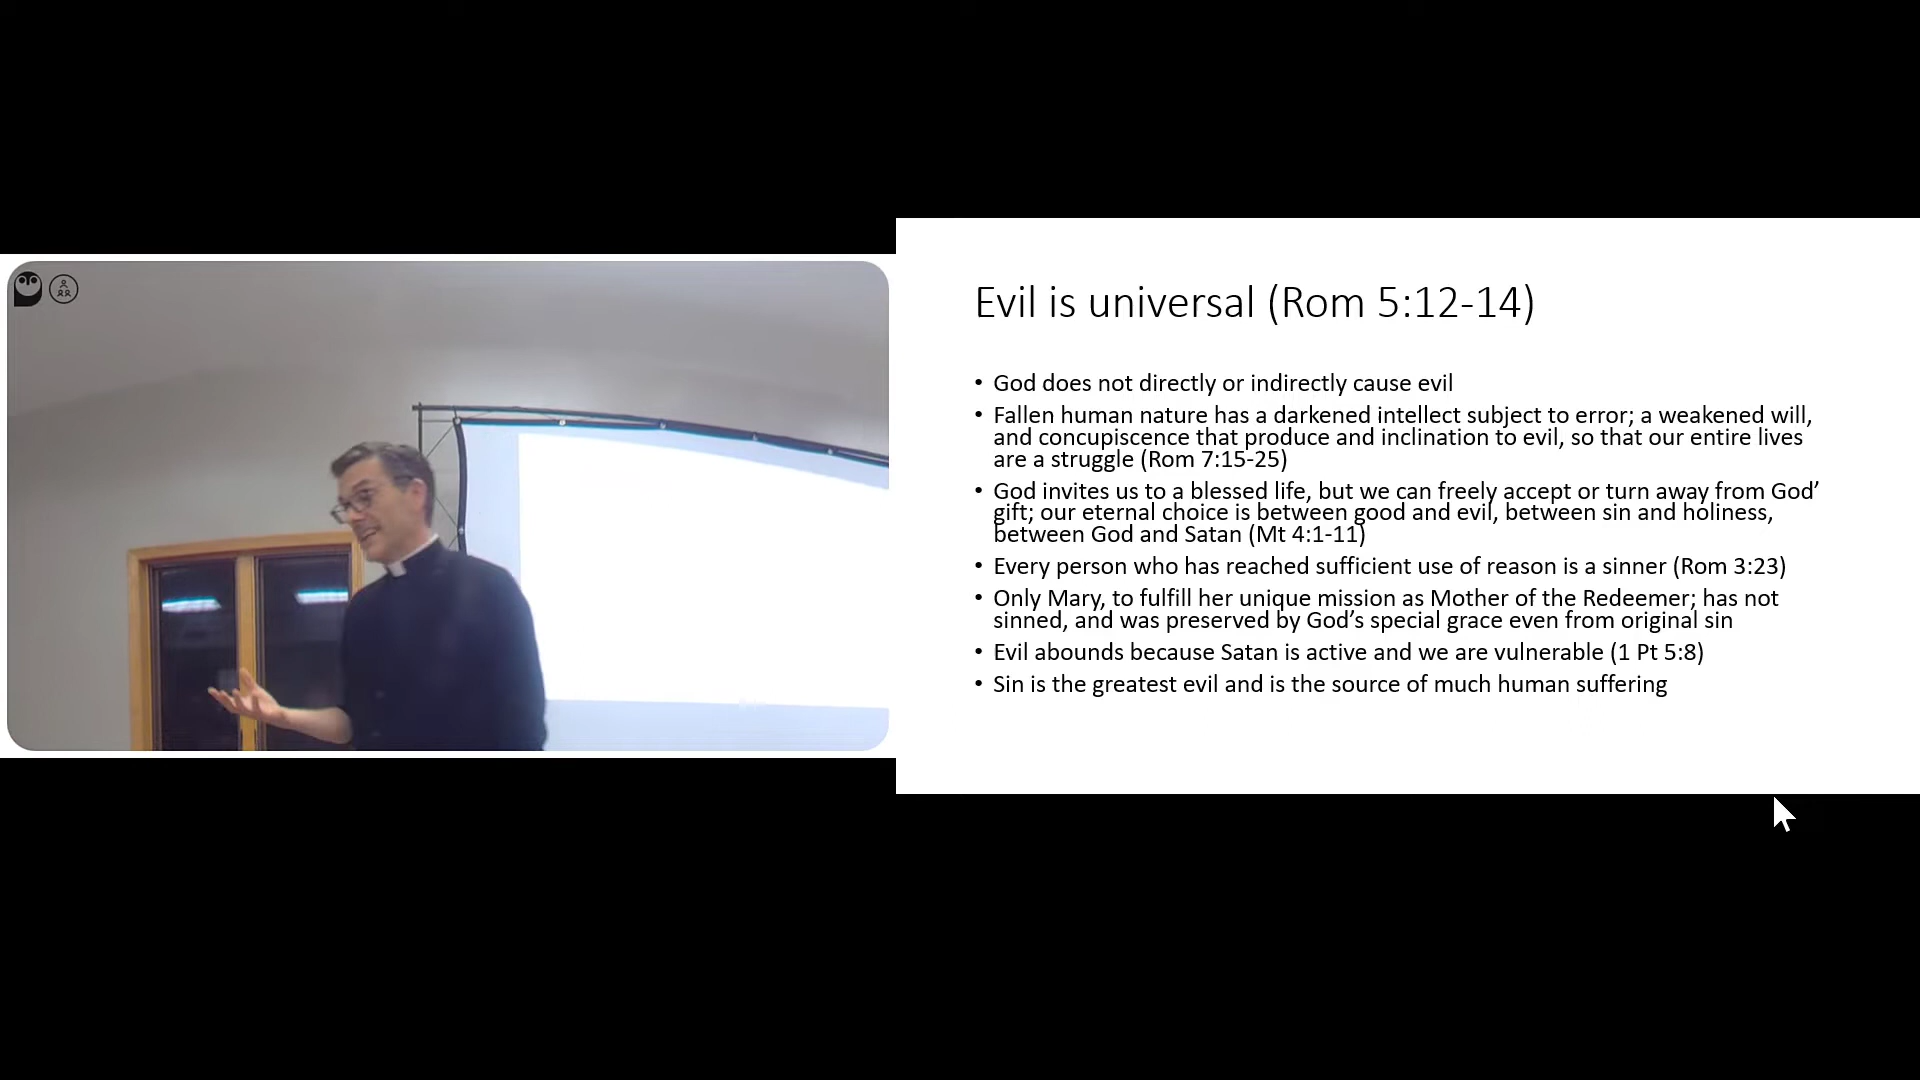 Evil is universal (Rom 5:12-14)
• God does not directly or indirectly cause evil
• Fallen human nature has a darkened intellect subject to error; a weakened will,
and concupiscence that produce and inclination to evil, so that our entire lives
are a struggle (Rom 7:15-25)
• God invites us to a blessed life, but we can freely accept or turn away from God’
gift; our eternal choice is between good and evil, between sin and holiness,
between God and Satan (Mt 4:1-11)
• Every person who has reached sufficient use of reason is a sinner (Rom 3:23)
• Only Mary, to fulfill her unique mission as Mother of the Redeemer; has not
sinned, and was preserved by God’s special grace even from original sin
• Evil abounds because Satan is active and we are vulnerable (1 Pt 5:8)
• Sin is the greatest evil and is the source of much human suffering